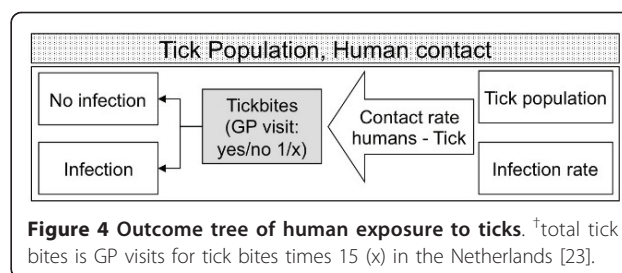 Tick Population, Human contact
No infection
Infection
Tickbites
(GP visit:
yes/no 1/x)
Contact rate
humans - Tick
Tick population
Infection rate
Figure 4 Outcome tree of human exposure to ticks. †total tick
bites is GP visits for tick bites times 15 (x) in the Netherlands [23].